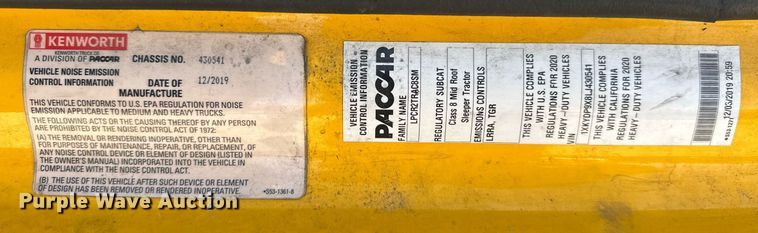 KENWORTH
KENWORTH TRUCK CO.
A DIVISION OF PACCAR
CHASSIS NO. 430541
VEHICLE NOISE EMISSION
CONTROL INFORMATION
DATE OF
MANUFACTURE
12/2019
THIS VEHICLE CONFORMS TO U.S. EPA REGULATION FOR NOISE
EMISSION APPLICABLE TO MEDIUM AND HEAVY TRUCKS.
THE FOLLOWING ACTS OR THE CAUSING THEREOF BY ANY PERSON
ARE PROHIBITED BY THE NOISE CONTROL ACT OF 1972:
(A) THE REMOVAL OR RENDERING INOPERATIVE, OTHER THAN
FOR PURPOSES OF MAINTENANCE, REPAIR, OR REPLACEMENT, OF
ANY NOISE CONTROL DEVICE OR ELEMENT OF DESIGN (LISTED IN
THE OWNER'S MANUAL) INCORPORATED INTO THE VEHICLE IN
COMPLIANCE WITH THE NOISE CONTROL ACT.
(B) THE USE OF THIS VEHICLE AFTER SUCH DEVICE OR ELEMENT
OF DESIGN HAS BEEN REMOVED OR RENDERED INOPERATIVE.
*S53-1361-8
VEHICLE EMISSION
CONTROL INFORMATION
PACCAR
FAMILY NAME
LPCR2TRAC8SM
REGULATORY SUBCAT
Class 8 Mid Roof
Sleeper Tractor
EMISSIONS CONTROLS
LRRA, TGR
THIS VEHICLE COMPLIES
WITH U.S. EPA
REGULATIONS FOR 2020
HEAVY-DUTY VEHICLES
VIN 1XKYDP9X8LJ430541
THIS VEHICLE COMPLIES
WITH CALIFORNIA
REGULATIONS FOR 2020
HEAVY-DUTY VEHICLES
12/03/2019 20:59
Purple Wave Auction